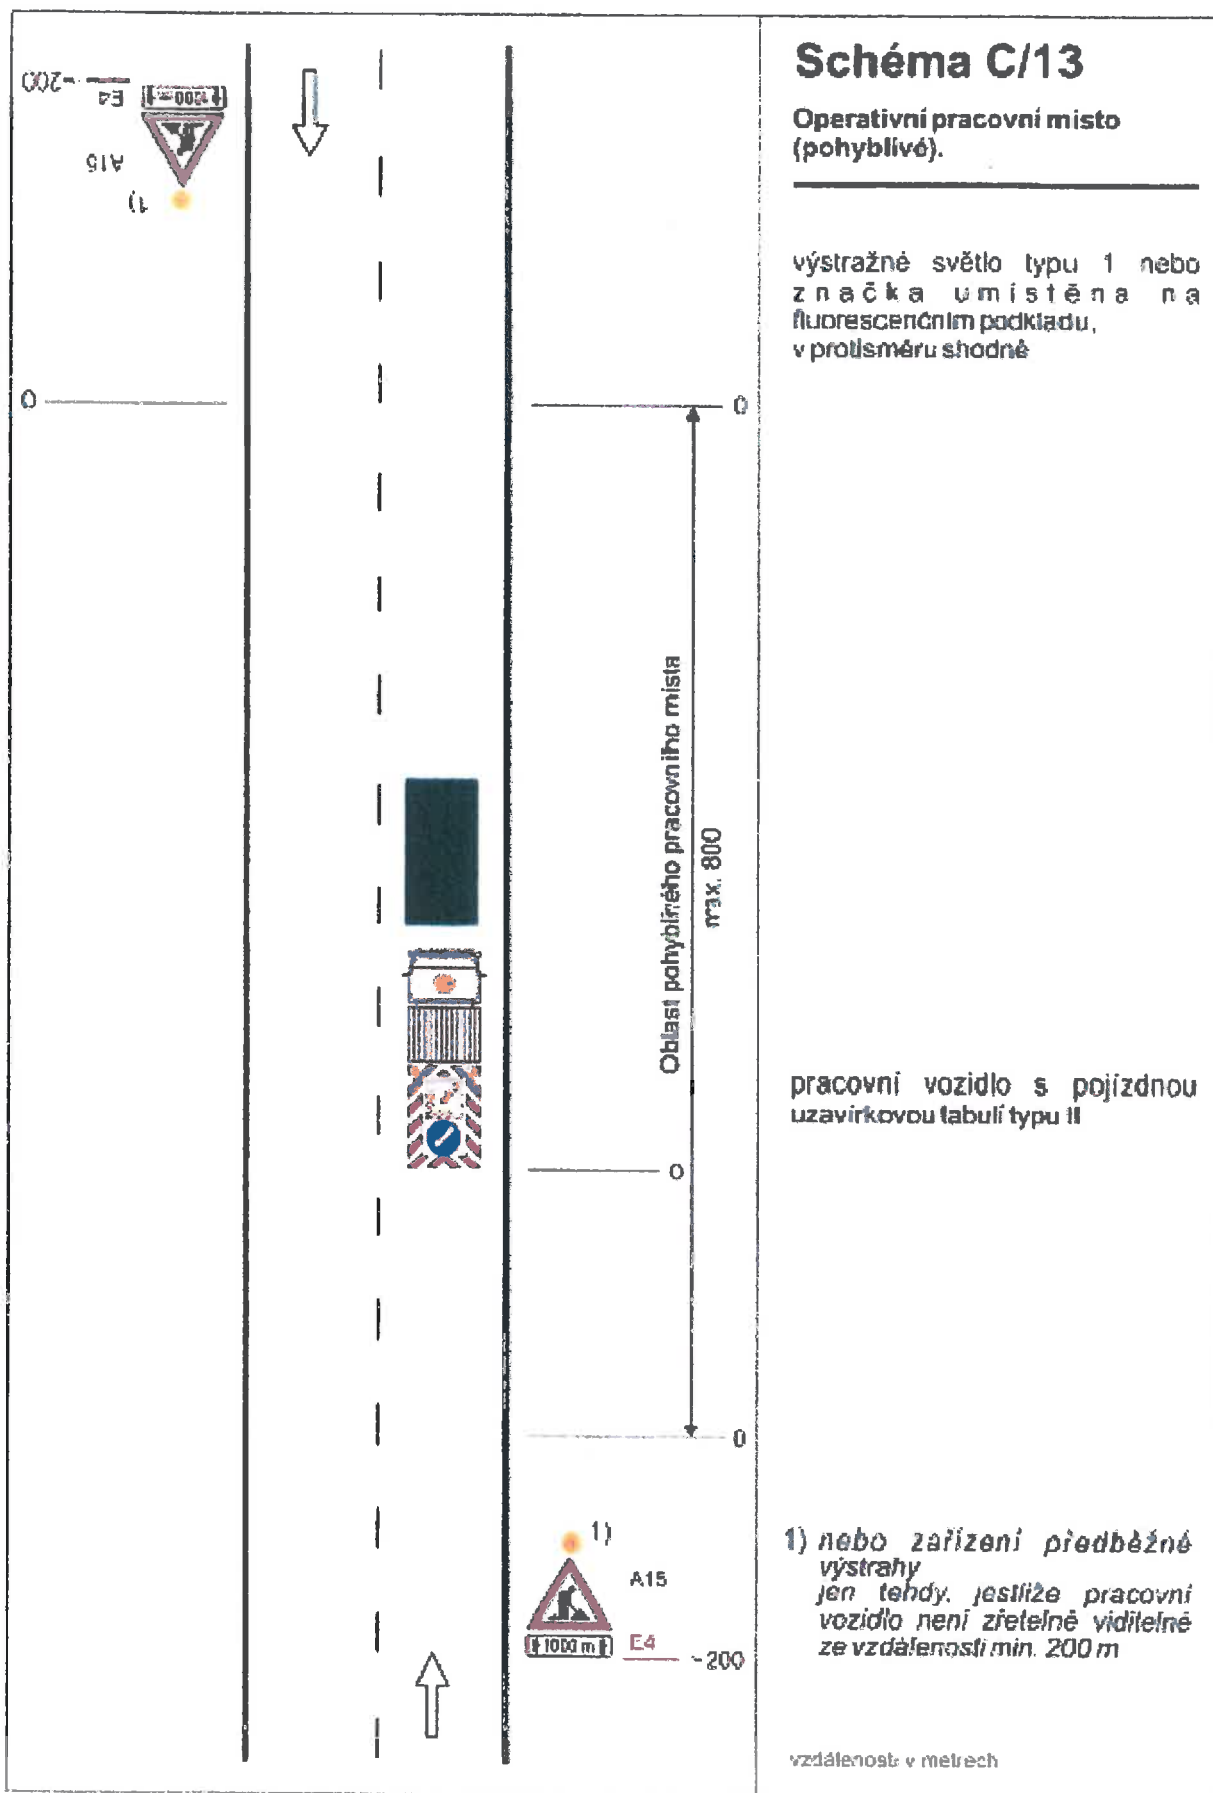 Schéma C/13
Operativní pracovní místo
(pohyblivé).
výstražné světlo typu 1 nebo
značka umístěna na
fluorescenčním podkladu,
v protisměru shodně
-200
E4
1000 m
A15
1)
0
0
Oblast pohyblného pracovního místa
max. 800
pracovní vozidlo s pojízdnou
uzavírkovou tabulí typu II
0
0
1)
A15
1000 m
E4
-200
1) nebo zařízení předběžné
výstrahy
jen tehdy, jestliže pracovní
vozidlo není zřetelně viditelné
ze vzdálenosti min. 200 m
vzdálenosti v metrech